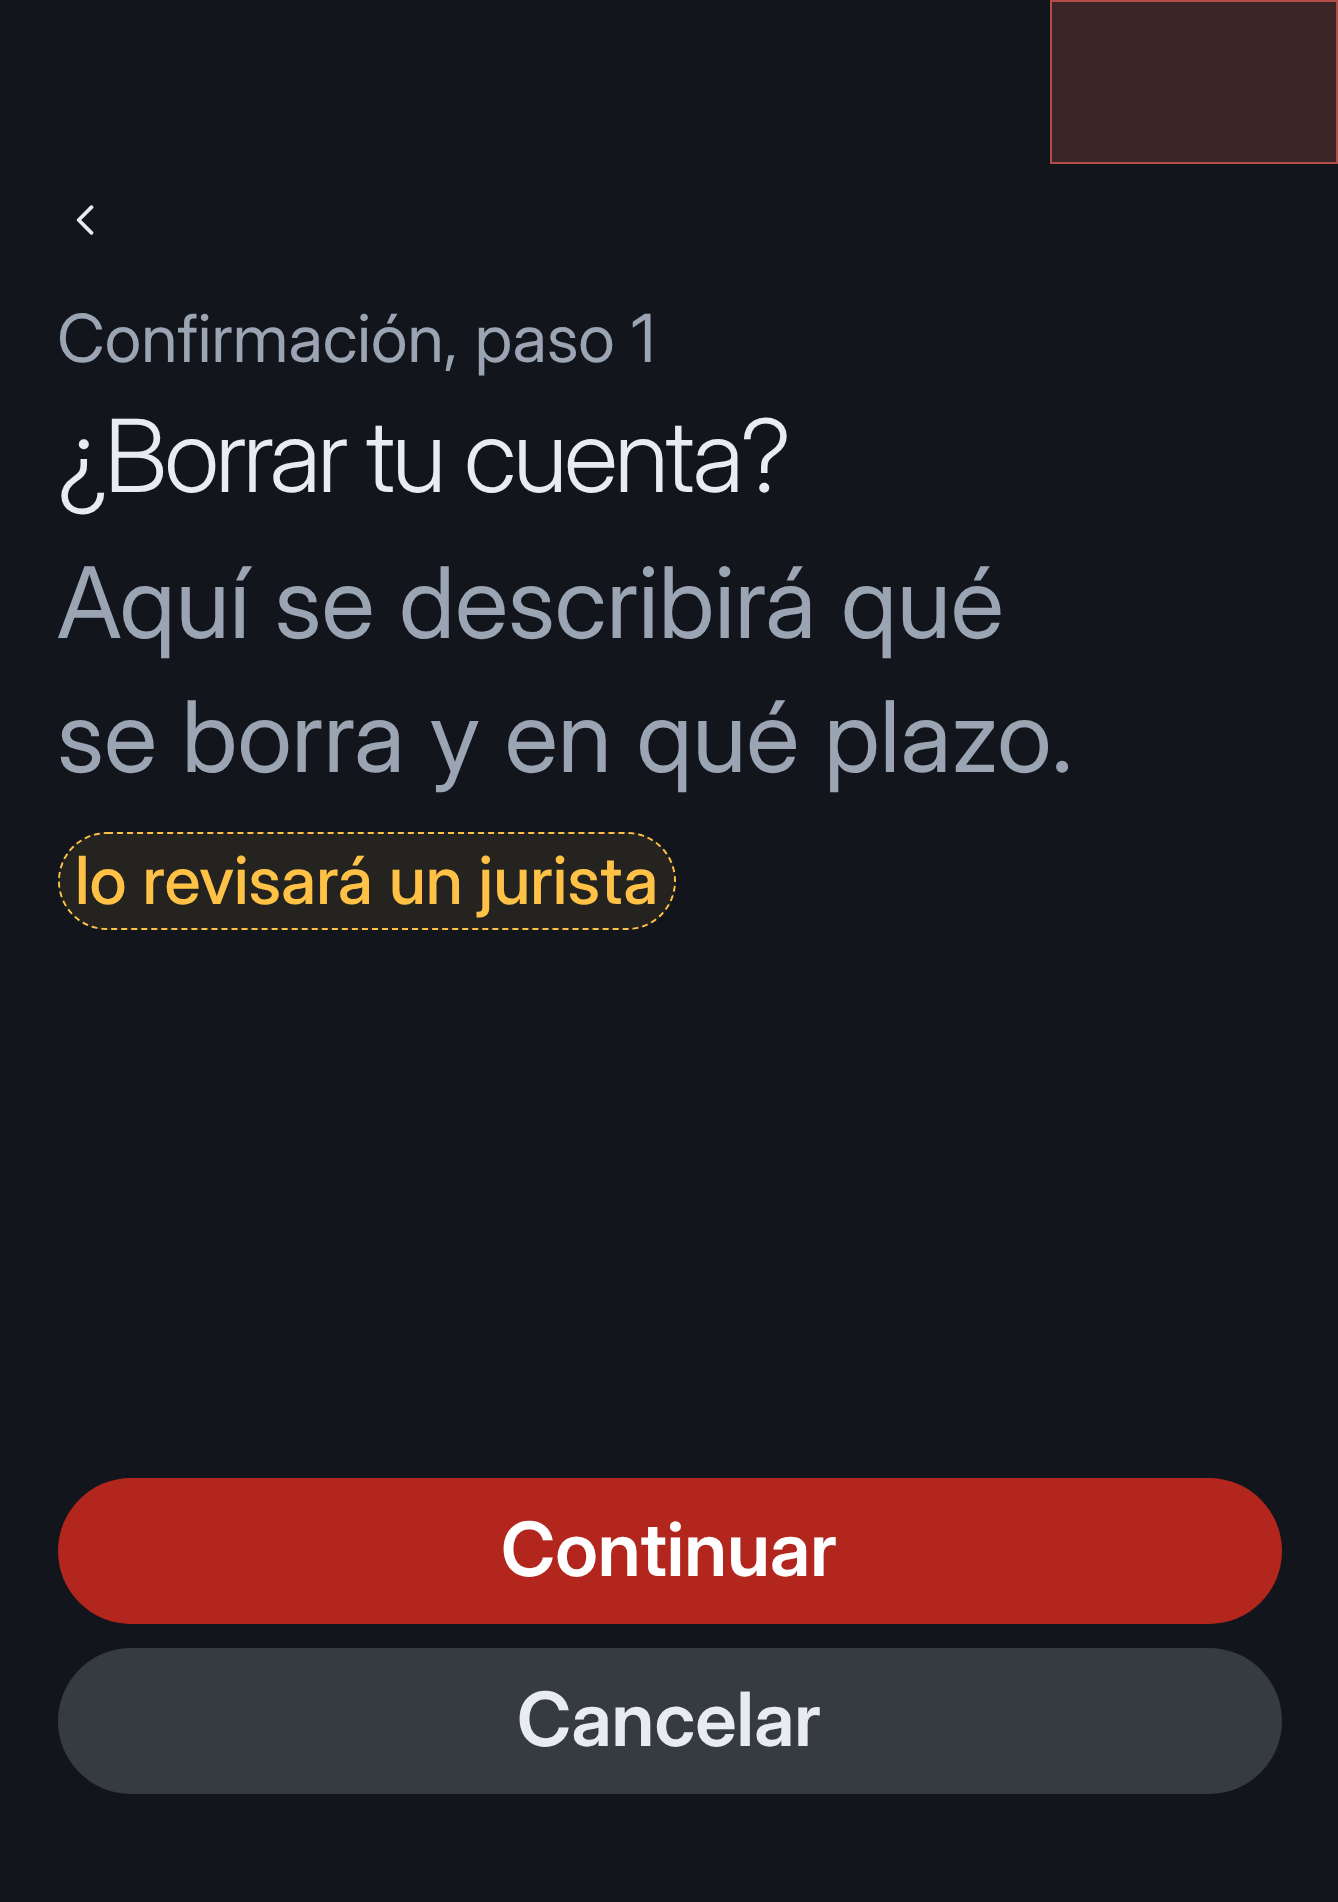 Confirmación, paso 1
¿Borrar tu cuenta?
Aquí se describirá qué
se borra y en qué plazo.
lo revisará un jurista
Continuar
Cancelar